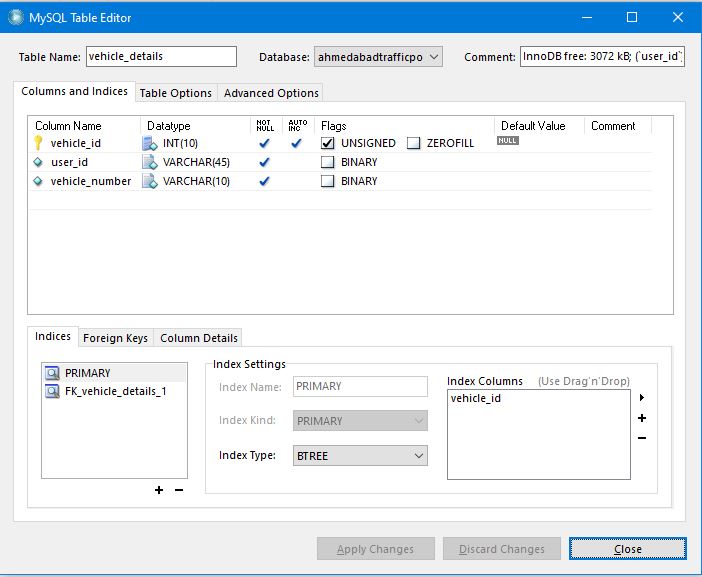 MySQL Table Editor
Table Name: vehicle_details Database: ahmedabadtrafficpo Comment: InnoDB free: 3072 kB; (`user_id`)
Columns and Indices Table Options Advanced Options
Column Name Datatype NOT NULL AUTO INC Flags Default Value Comment
vehicle_id INT(10) UNSIGNED ZEROFILL NULL
user_id VARCHAR(45) BINARY
vehicle_number VARCHAR(10) BINARY
Indices Foreign Keys Column Details
PRIMARY
FK_vehicle_details_1
Index Settings
Index Name: PRIMARY
Index Kind: PRIMARY
Index Type: BTREE
Index Columns (Use Drag'n'Drop)
vehicle_id
Apply Changes Discard Changes Close